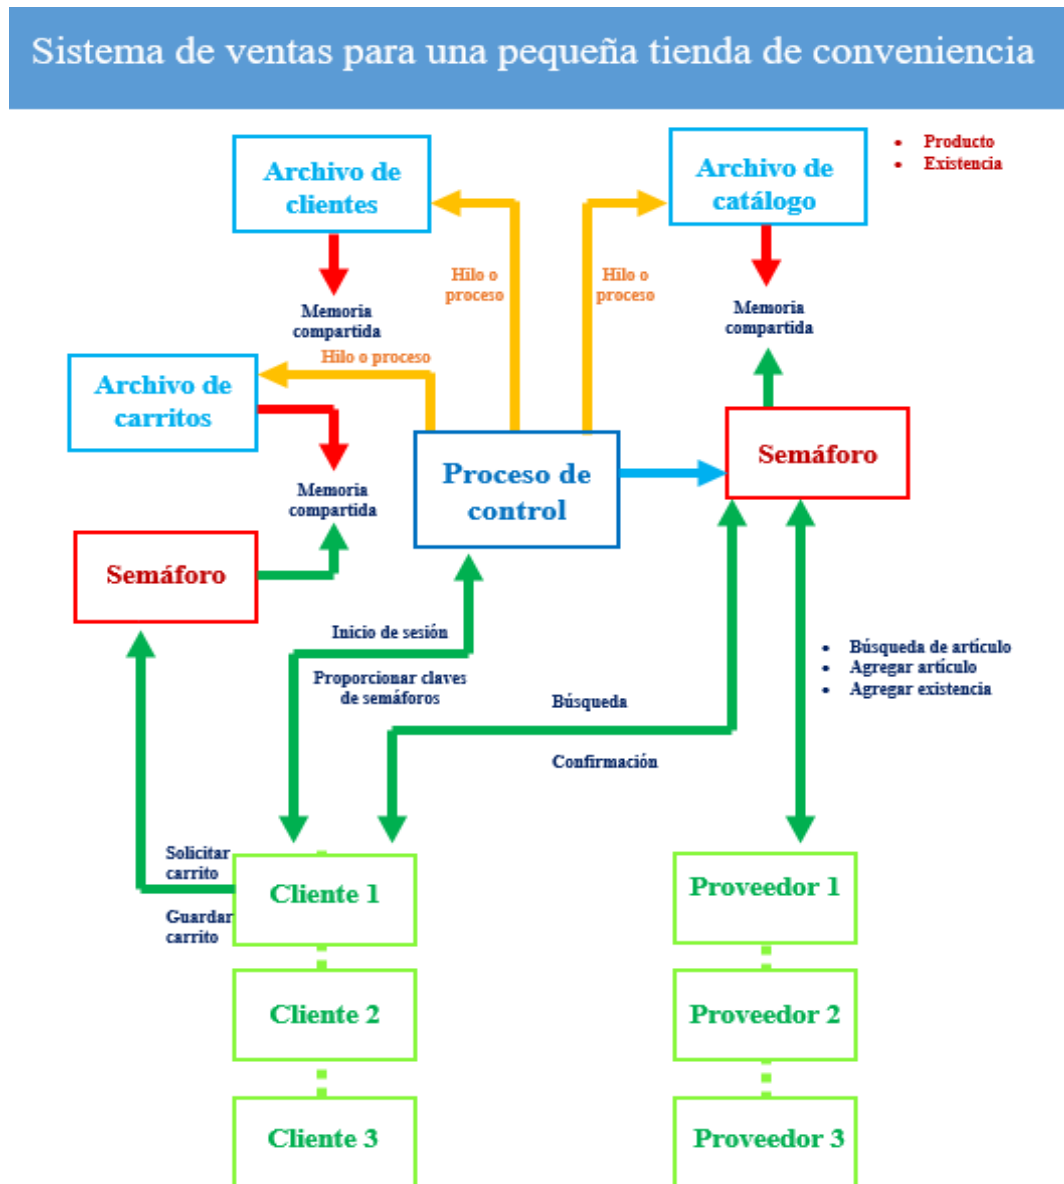 Sistema de ventas para una pequeña tienda de conveniencia
Archivo de
clientes
Archivo de
catálogo
• Producto
• Existencia
Hilo o
proceso
Hilo o
proceso
Memoria
compartida
Memoria
compartida
Hilo o proceso
Archivo de
carritos
Proceso de
control
Semáforo
Memoria
compartida
Semáforo
Inicio de sesión
Proporcionar claves
de semáforos
• Búsqueda de artículo
• Agregar artículo
• Agregar existencia
Búsqueda
Confirmación
Solicitar
carrito
Guardar
carrito
Cliente 1
Proveedor 1
Cliente 2
Proveedor 2
Cliente 3
Proveedor 3